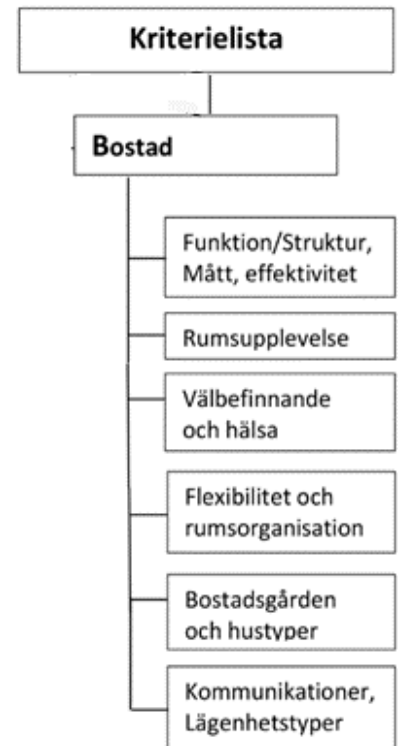 Kriterielista
Bostad
Funktion/Struktur,
Mått, effektivitet
Rumsupplevelse
Välbefinnande
och hälsa
Flexibilitet och
rumsorganisation
Bostadsgården
och hustyper
Kommunikationer,
Lägenhetstyper